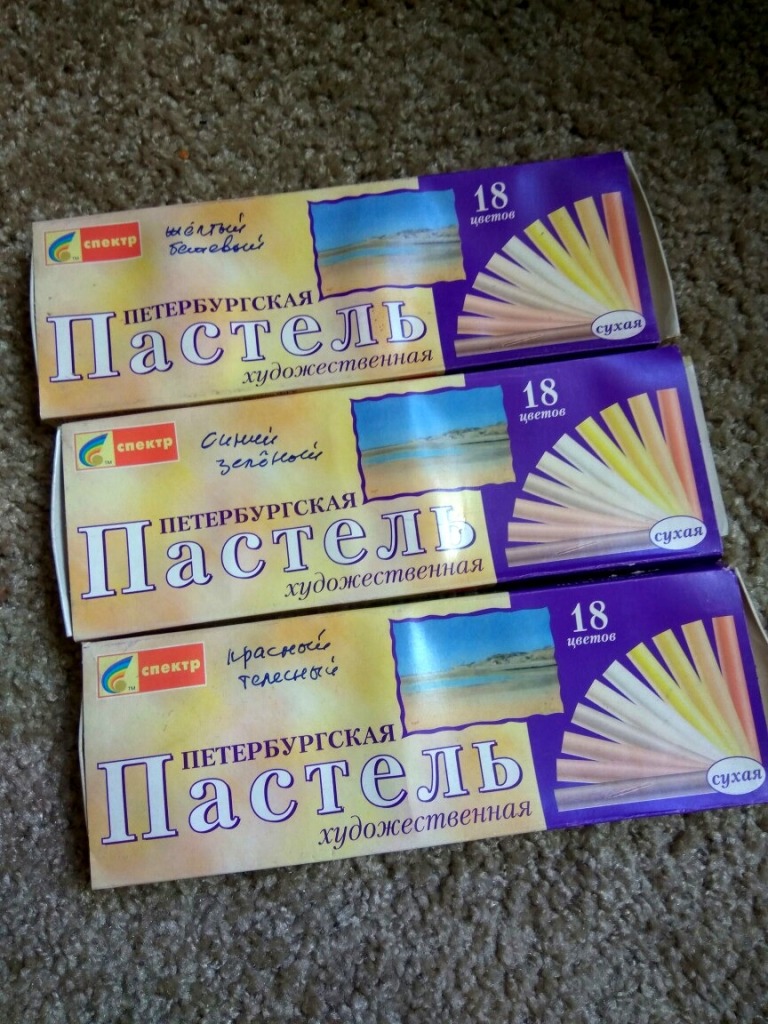 спектр
жёлтый
бежевый
18
цветов
ПЕТЕРБУРГСКАЯ
Пастель
художественная
сухая
спектр
синий
зелёный
18
цветов
ПЕТЕРБУРГСКАЯ
Пастель
художественная
сухая
спектр
красный
телесный
18
цветов
ПЕТЕРБУРГСКАЯ
Пастель
художественная
сухая